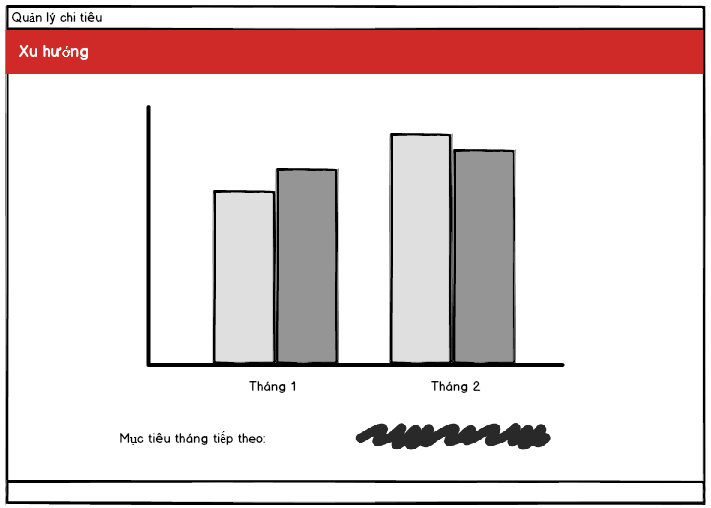 Quản lý chi tiêu
Xu hướng
Tháng 1
Tháng 2
Mục tiêu tháng tiếp theo: